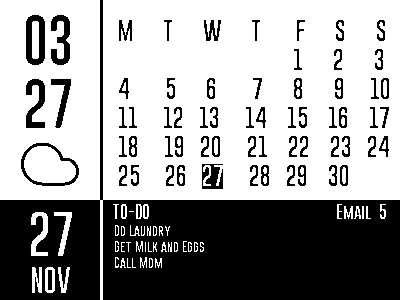 03
27
M T W T F S S
1 2 3
4 5 6 7 8 9 10
11 12 13 14 15 16 17
18 19 20 21 22 23 24
25 26 27 28 29 30
27
NOV
TO-DO
DO LAUNDRY
GET MILK AND EGGS
CALL MOM
EMAIL 5